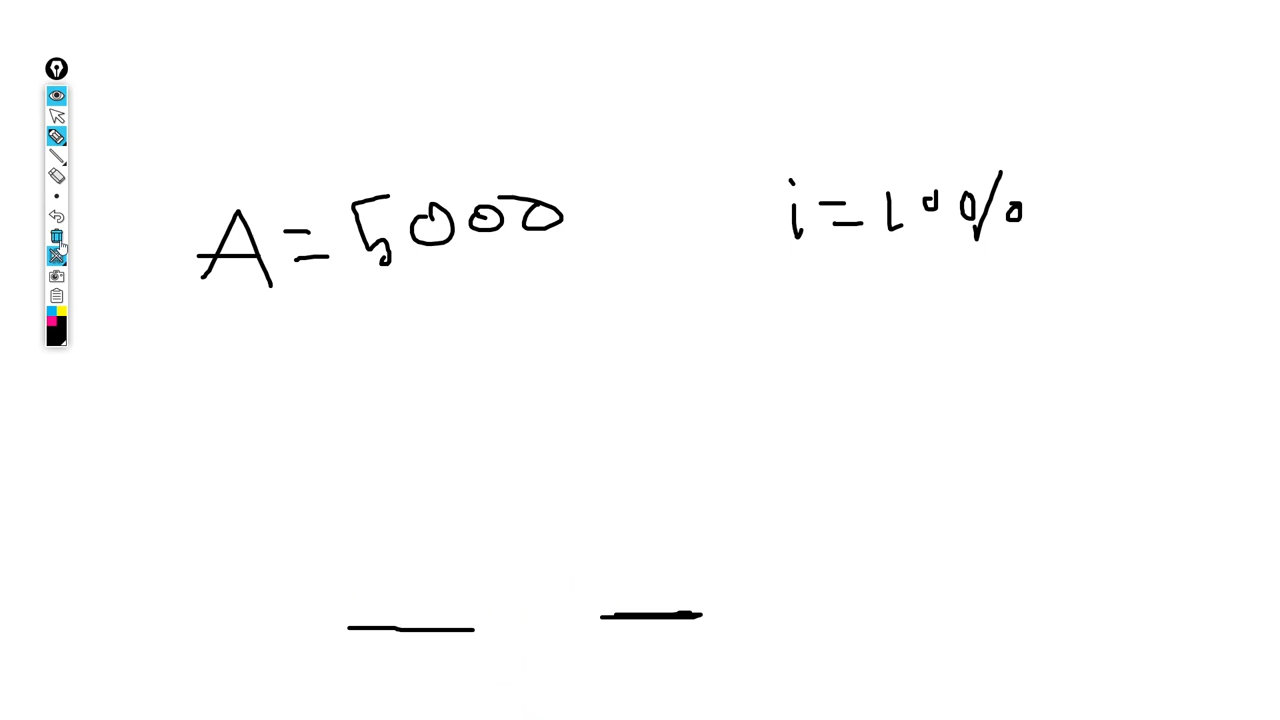 A = 5000
i = 10%